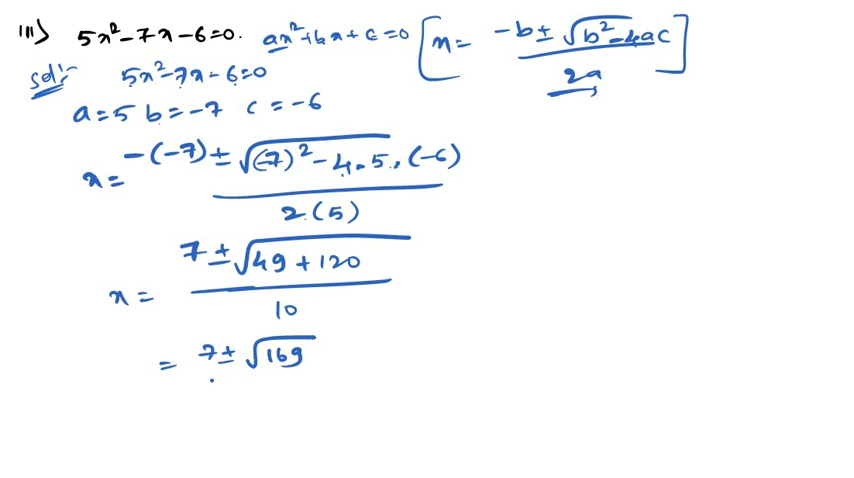 III) 5x²-7x-6=0. ax²+bx+c=0 [x = (-b ± √(b²-4ac)) / 2a]
Sol:- 5x²-7x-6=0
a=5 b=-7 c=-6
x = (-(-7) ± √((-7)²-4.5.(-6))) / 2.(5)
x = (7 ± √(49+120)) / 10
= 7 ± √169